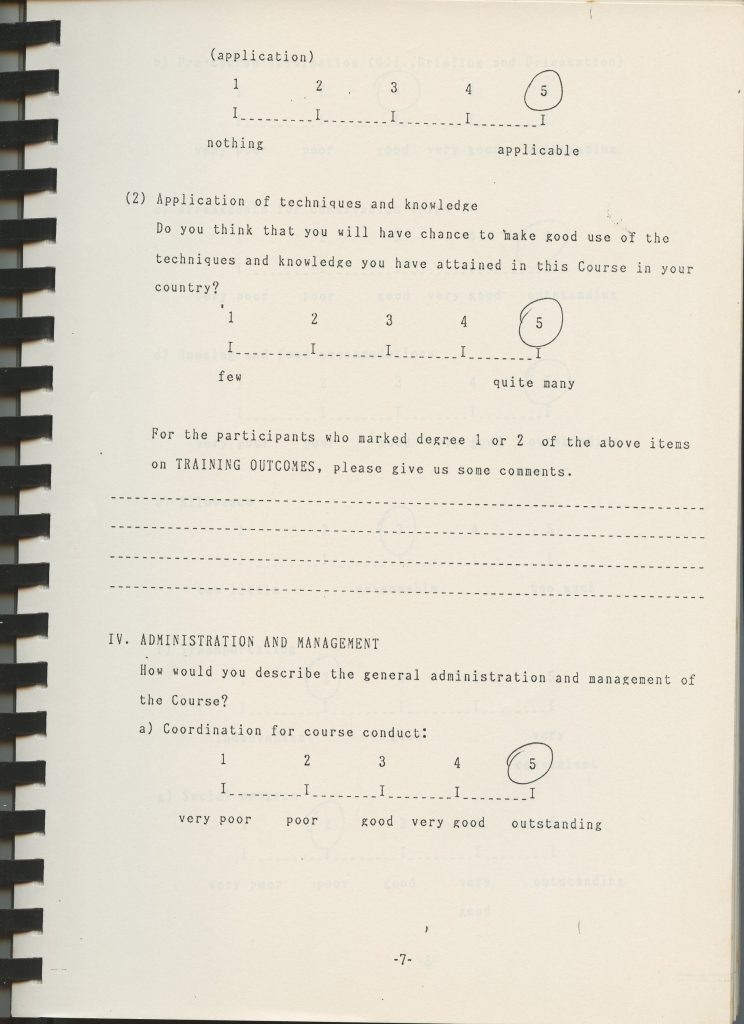 (application)
1 2 3 4 5
I_________I________I________I________I
nothing applicable
(2) Application of techniques and knowledge
Do you think that you will have chance to make good use of the
techniques and knowledge you have attained in this Course in your
country?
1 2 3 4 5
I_________I________I________I_______I
few quite many
For the participants who marked degree 1 or 2 of the above items
on TRAINING OUTCOMES, please give us some comments.
IV. ADMINISTRATION AND MANAGEMENT
How would you describe the general administration and management of
the Course?
a) Coordination for course conduct:
1 2 3 4 5
I_________I________I________I________I
very poor poor good very good outstanding
-7-